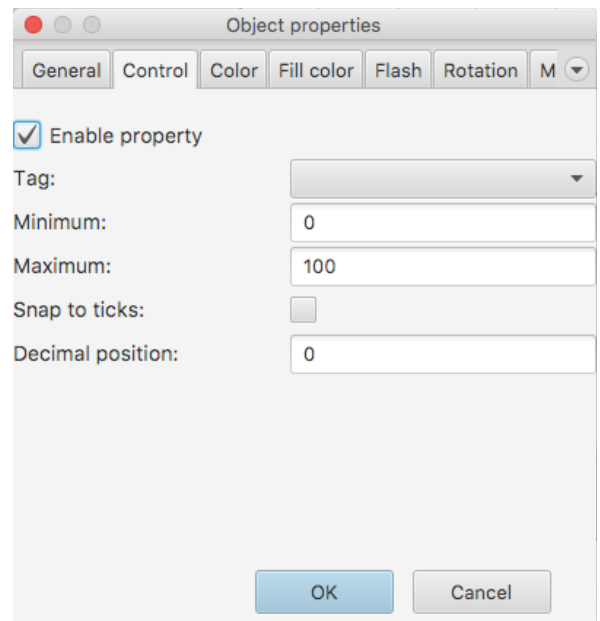 Object properties
General Control Color Fill color Flash Rotation M
Enable property
Tag:
Minimum: 0
Maximum: 100
Snap to ticks:
Decimal position: 0
OK Cancel